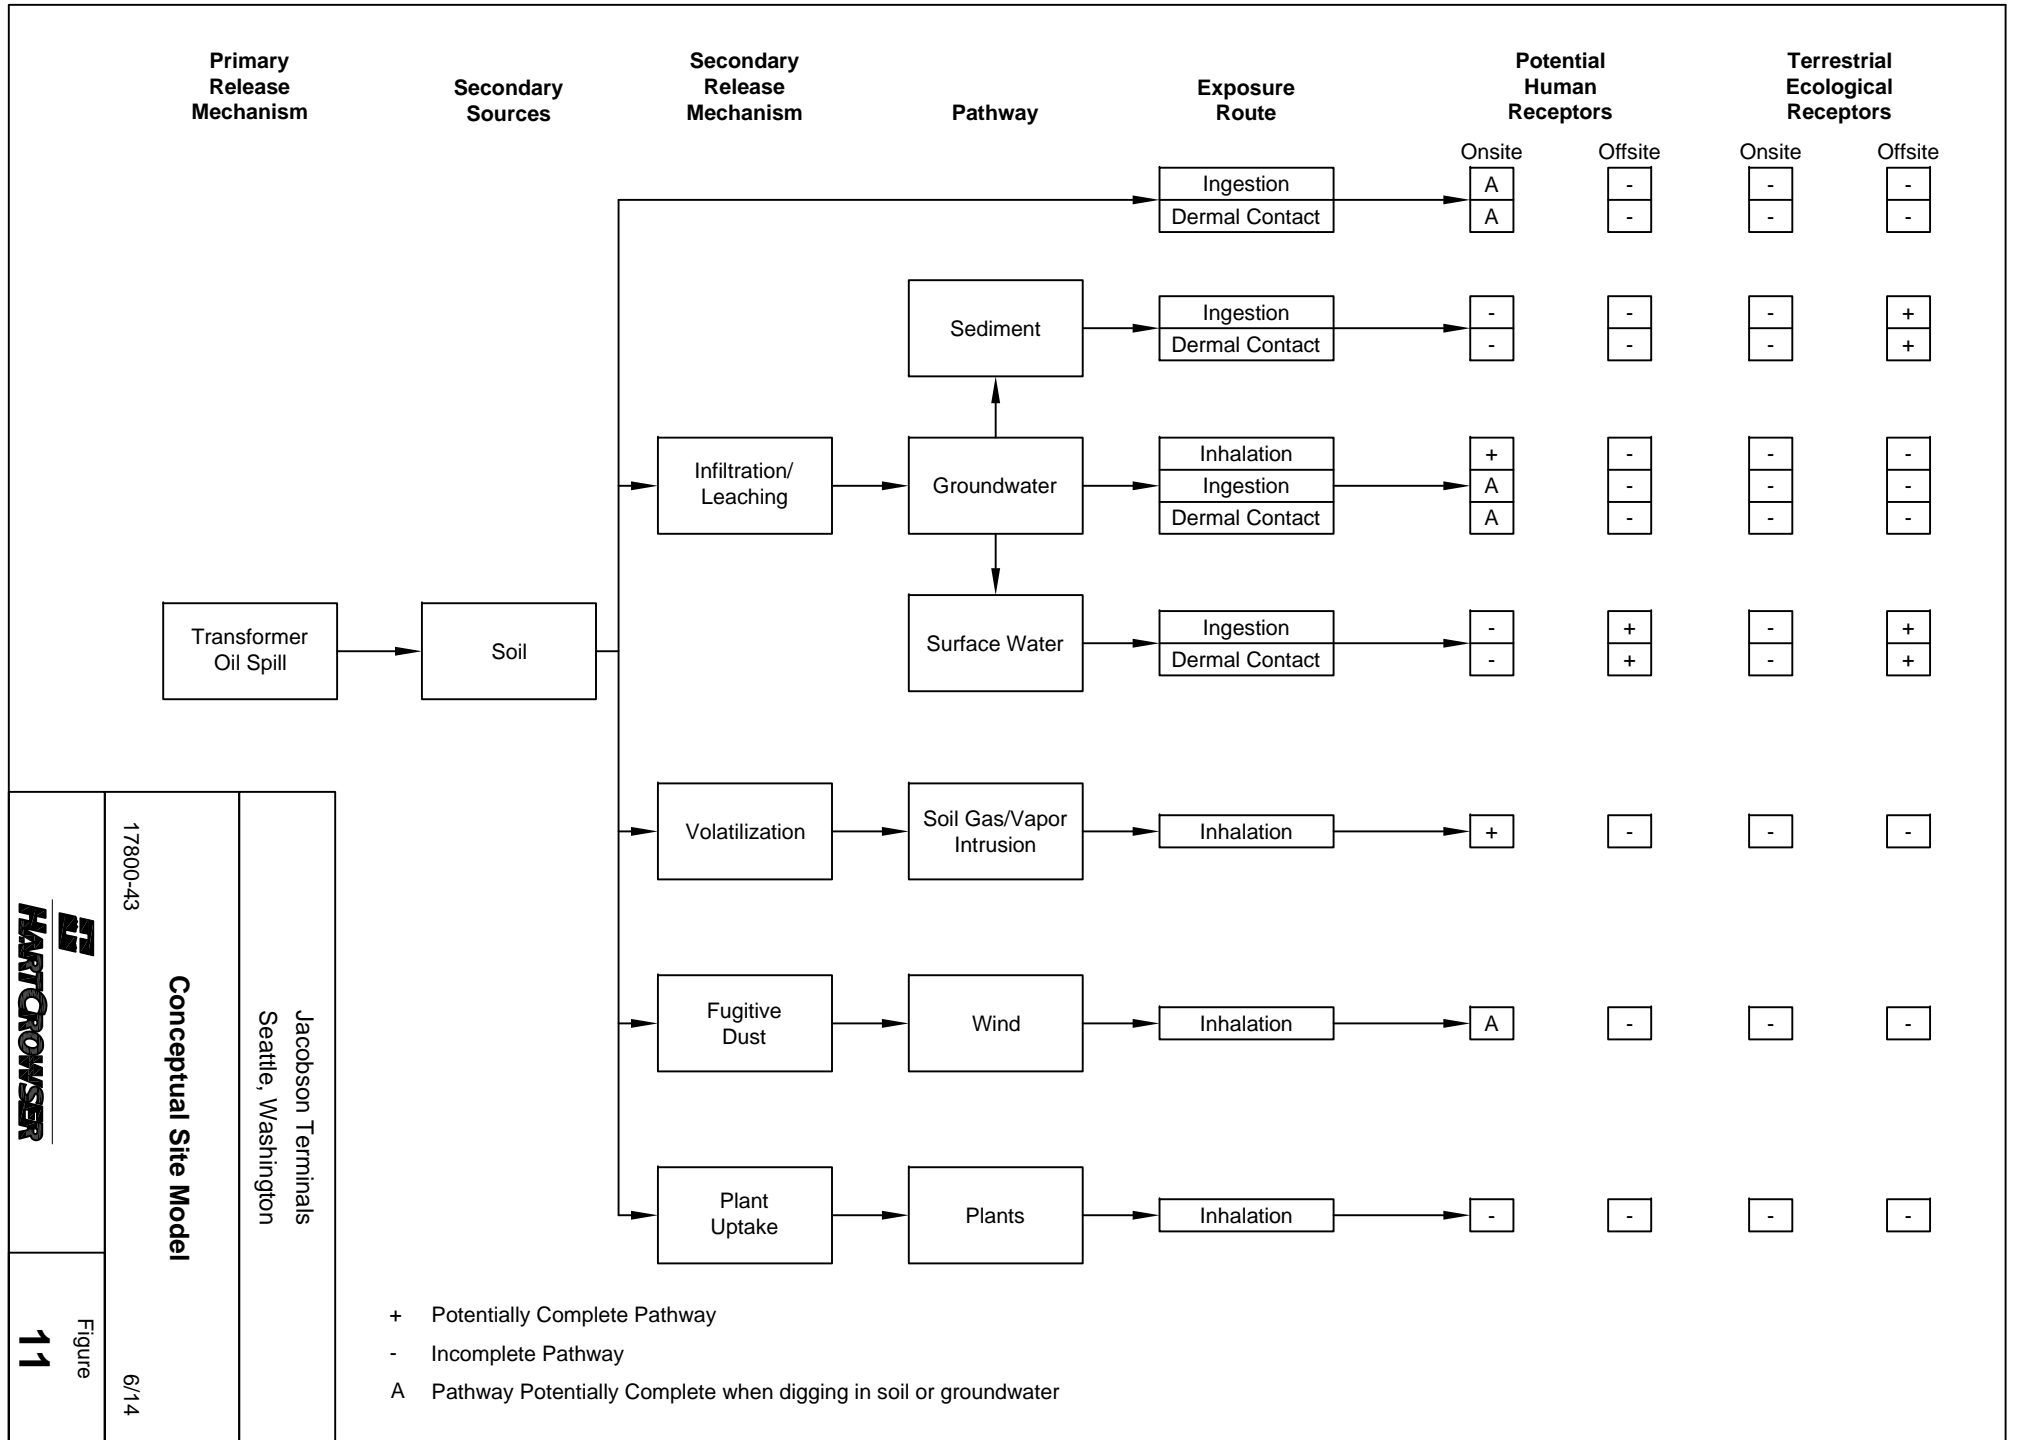 Primary
Release
Mechanism
Secondary
Sources
Secondary
Release
Mechanism
Pathway
Exposure
Route
Potential
Human
Receptors
Terrestrial
Ecological
Receptors
Onsite Offsite Onsite Offsite
Ingestion A - - -
Dermal Contact A - - -
Sediment
Ingestion - - - +
Dermal Contact - - - +
Infiltration/
Leaching
Groundwater
Inhalation + - - -
Ingestion A - - -
Dermal Contact A - - -
Transformer
Oil Spill
Soil
Surface Water
Ingestion - + - +
Dermal Contact - + - +
Volatilization
Soil Gas/Vapor
Intrusion
Inhalation + - - -
Fugitive
Dust
Wind
Inhalation A - - -
Plant
Uptake
Plants
Inhalation - - - -
+ Potentially Complete Pathway
- Incomplete Pathway
A Pathway Potentially Complete when digging in soil or groundwater
Jacobson Terminals
Seattle, Washington
Conceptual Site Model
17800-43 6/14
HARTCROWSER
Figure
11